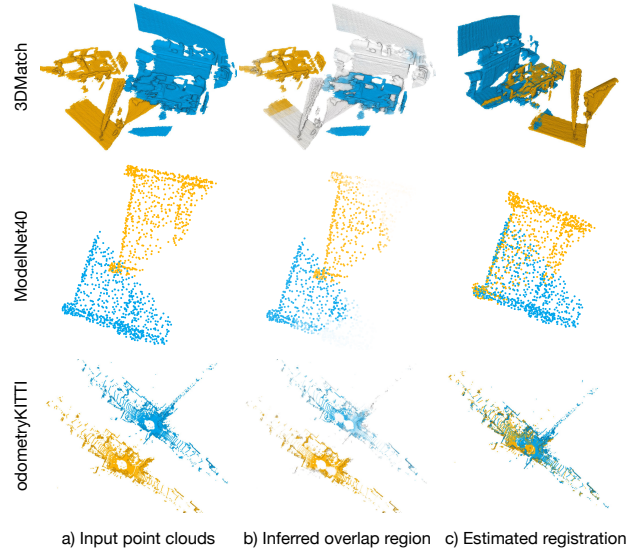 3DMatch
ModelNet40
odometryKITTI
a) Input point clouds
b) Inferred overlap region
c) Estimated registration